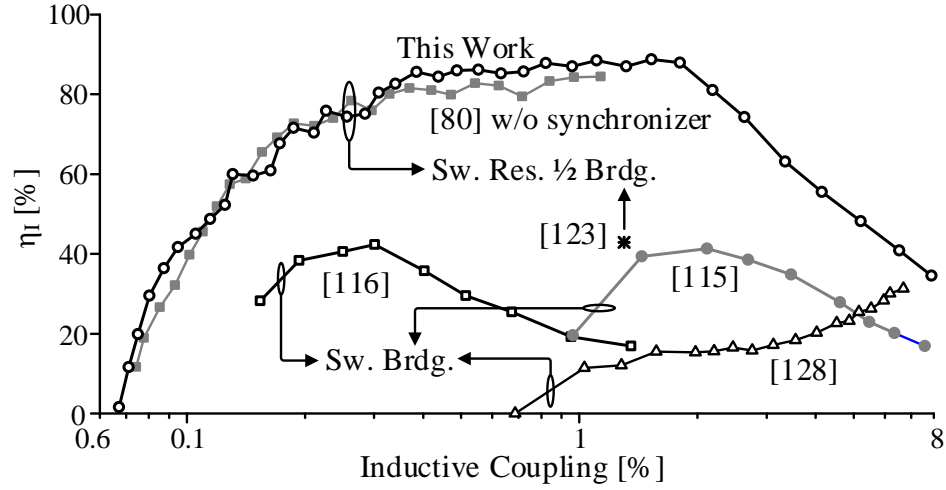 100
80
60
40
20
0
η_I [%]
This Work
[80] w/o synchronizer
Sw. Res. ½ Brdg.
[123]
[116]
[115]
Sw. Brdg.
[128]
0.6 0.1 1 8
Inductive Coupling [%]